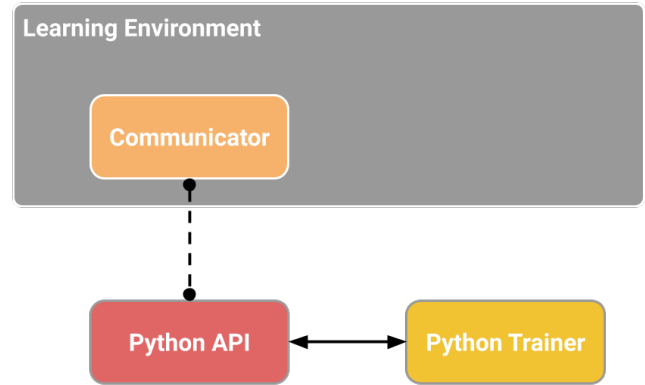 Learning Environment
Communicator
Python API
Python Trainer